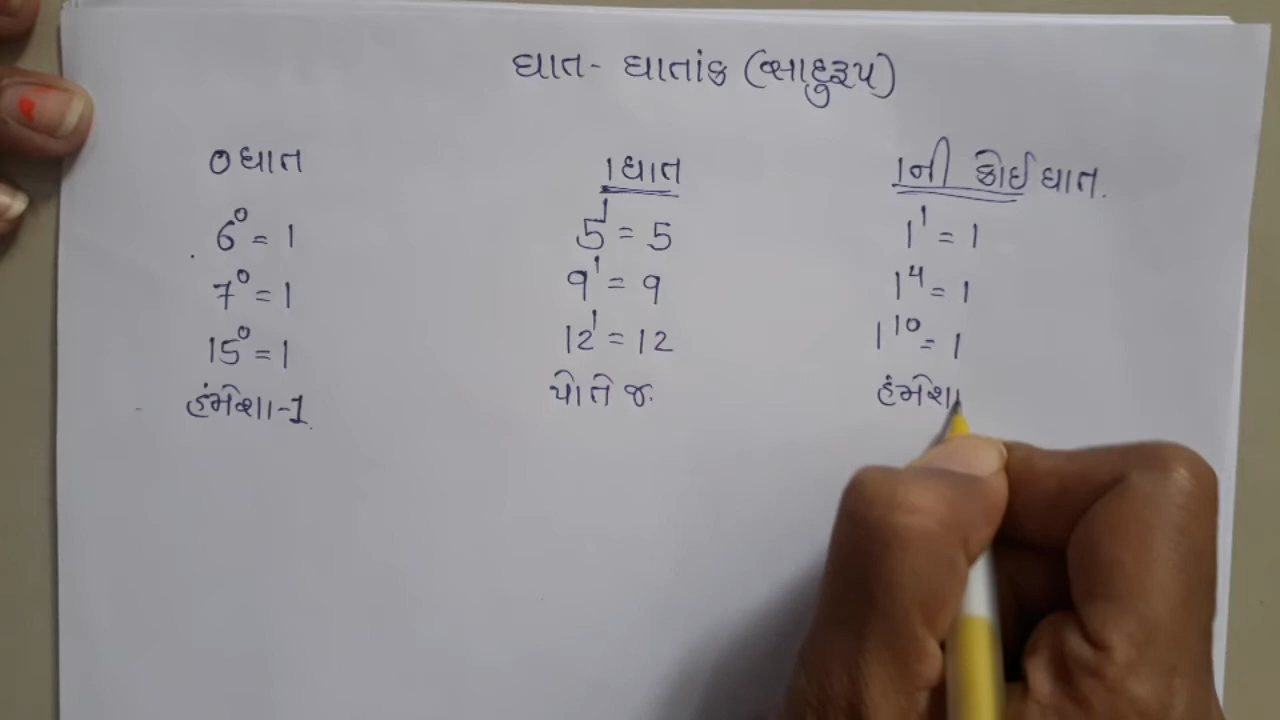 ઘાત- ઘાતાંક (સાદુરૂપ)
0 ઘાત
6⁰ = 1
7⁰ = 1
15⁰ = 1
હંમેશા-1
1 ઘાત
5¹ = 5
9¹ = 9
12¹ = 12
પોતે જ.
1ની કોઈ ઘાત.
1¹ = 1
1⁴ = 1
1¹⁰ = 1
હંમેશા